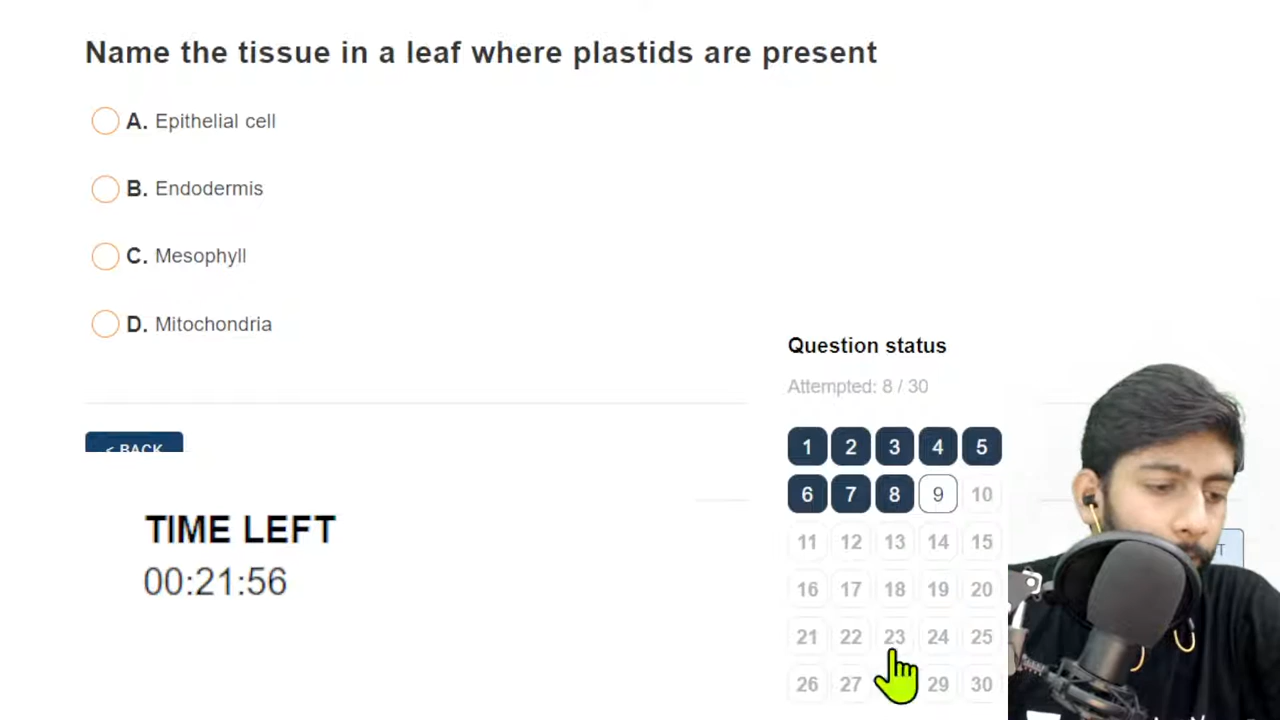 Name the tissue in a leaf where plastids are present
A. Epithelial cell
B. Endodermis
C. Mesophyll
D. Mitochondria
Question status
Attempted: 8 / 30
1 2 3 4 5
6 7 8 9 10
< BACK
TIME LEFT
11 12 13 14 15
00:21:56
16 17 18 19 20
21 22 23 24 25
26 27 29 30